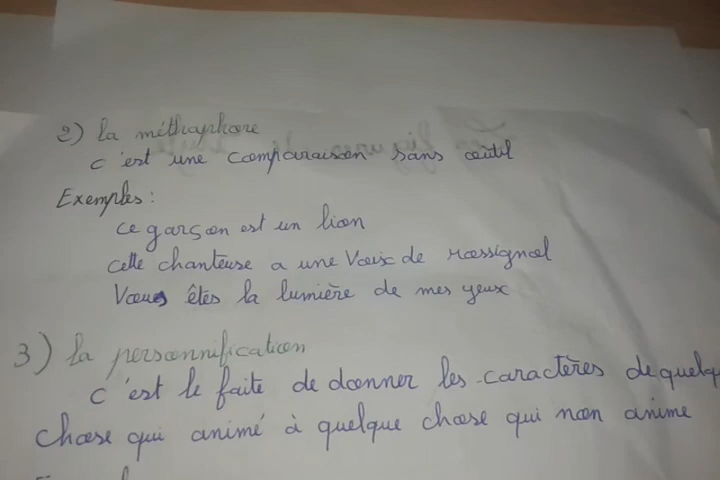 2) la méthaphore
c'est une comparaison sans outil
Exemples :
ce garçon est un lion
cette chanteuse a une Voix de rossignol
Vous êtes la lumière de mes yeux
3) la personnification
c'est le faite de donner les caractères de quelq
chose qui animé à quelque chose qui non anime